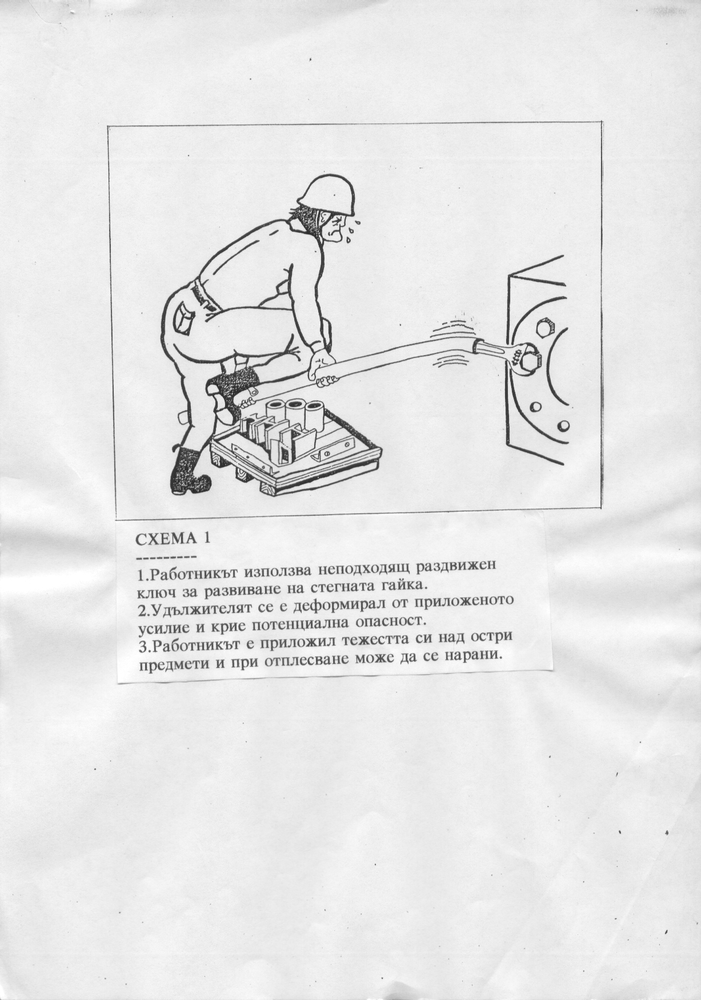 СХЕМА 1
---------
1.Работникът използва неподходящ раздвижен
ключ за развиване на стегната гайка.
2.Удължителят се е деформирал от приложеното
усилие и крие потенциална опасност.
3.Работникът е приложил тежестта си над остри
предмети и при отплесване може да се нарани.